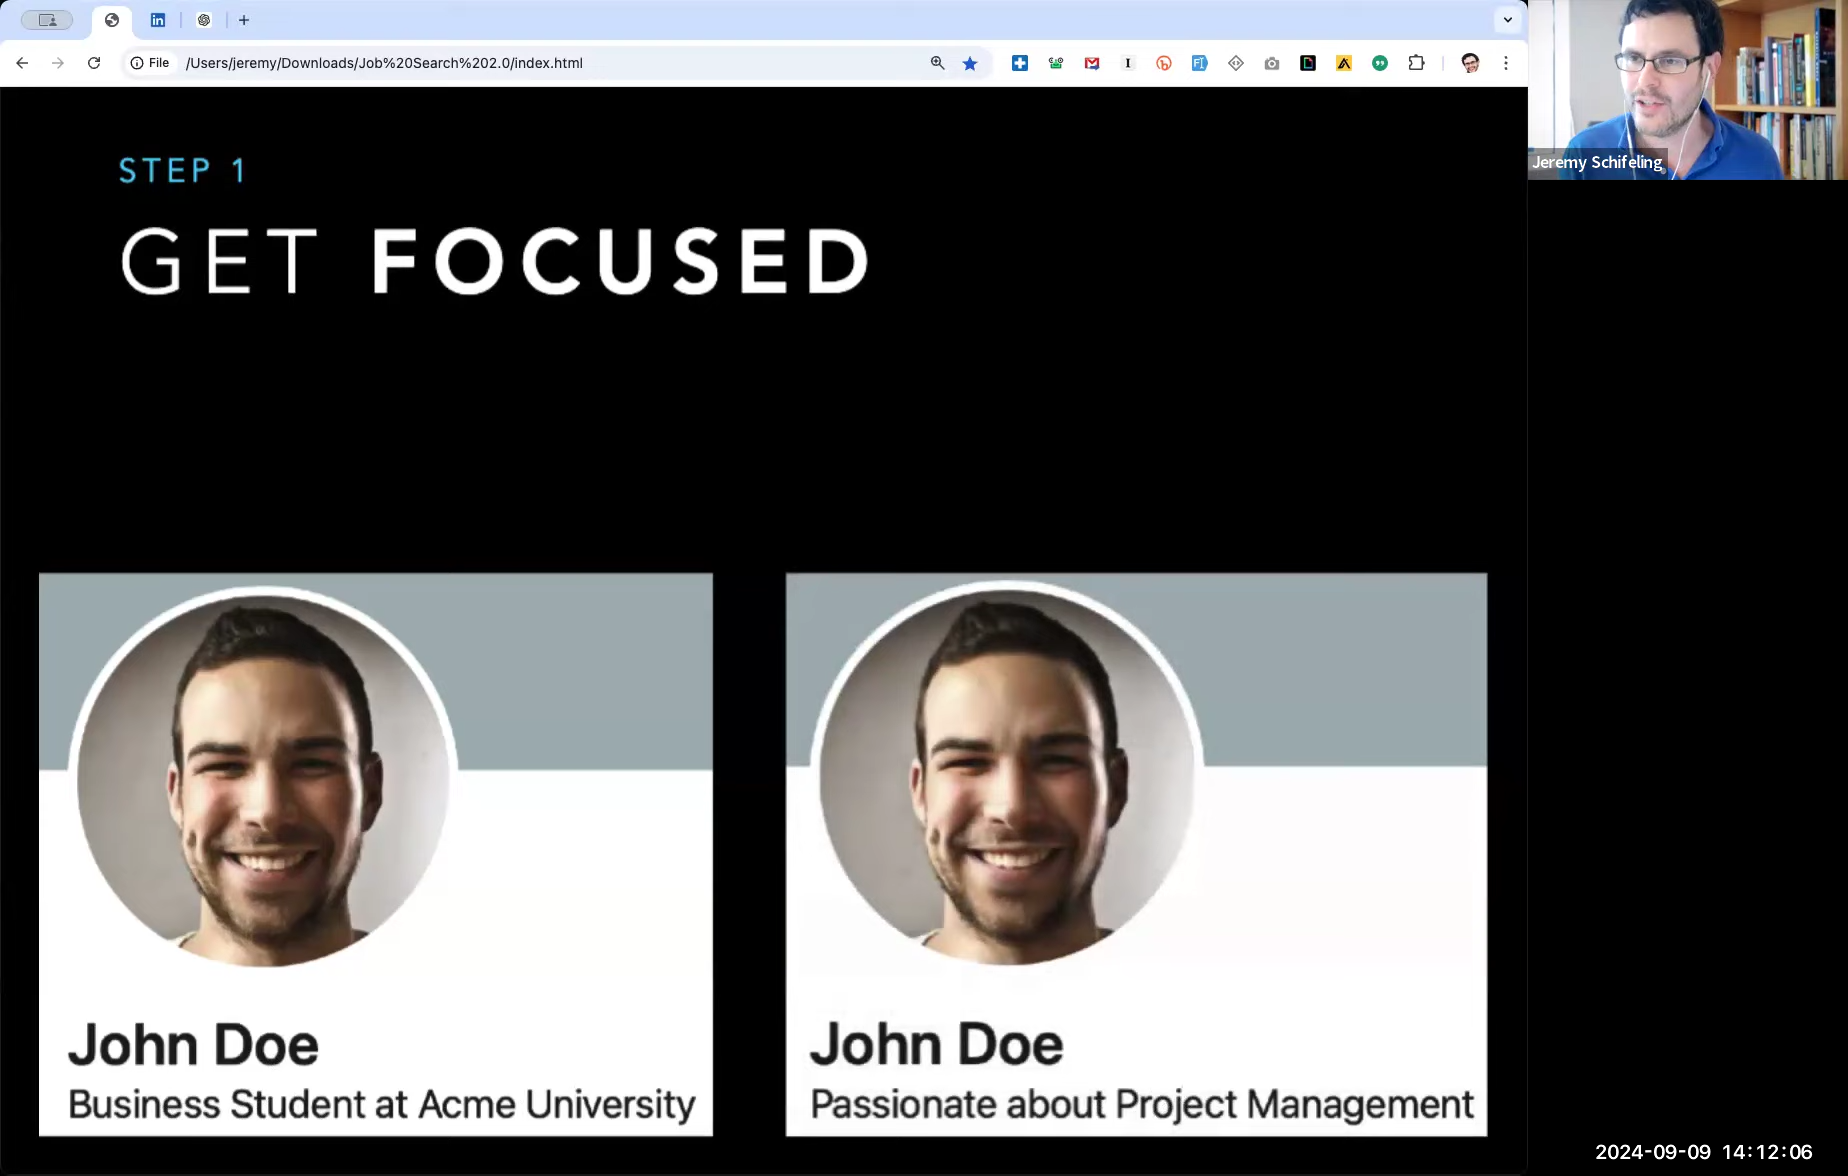 File
/Users/jeremy/Downloads/Job%20Search%202.0/index.html
Jeremy Schifeling
STEP 1
GET FOCUSED
John Doe
Business Student at Acme University
John Doe
Passionate about Project Management
2024-09-09 14:12:06